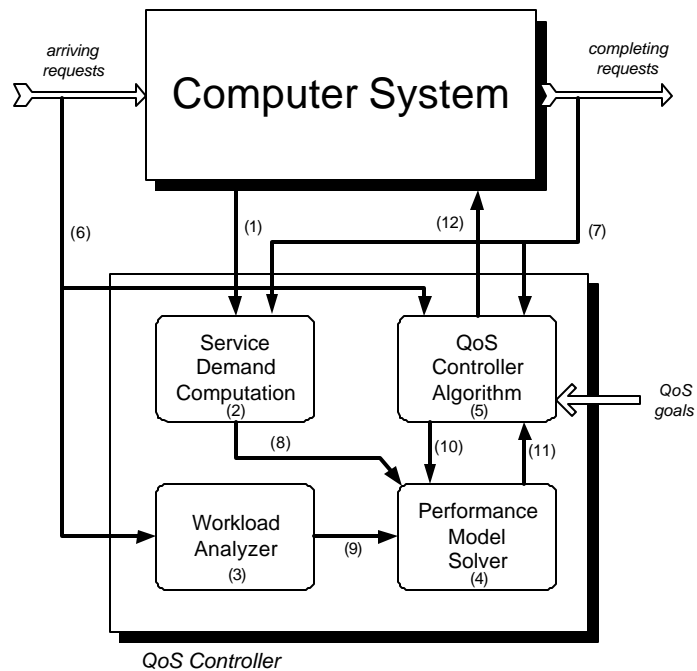 arriving
requests
Computer System
completing
requests
(6)
(1)
(12)
(7)
Service
Demand
Computation
(2)
QoS
Controller
Algorithm
(5)
QoS
goals
(8)
(10)
(11)
Workload
Analyzer
(3)
(9)
Performance
Model
Solver
(4)
QoS Controller